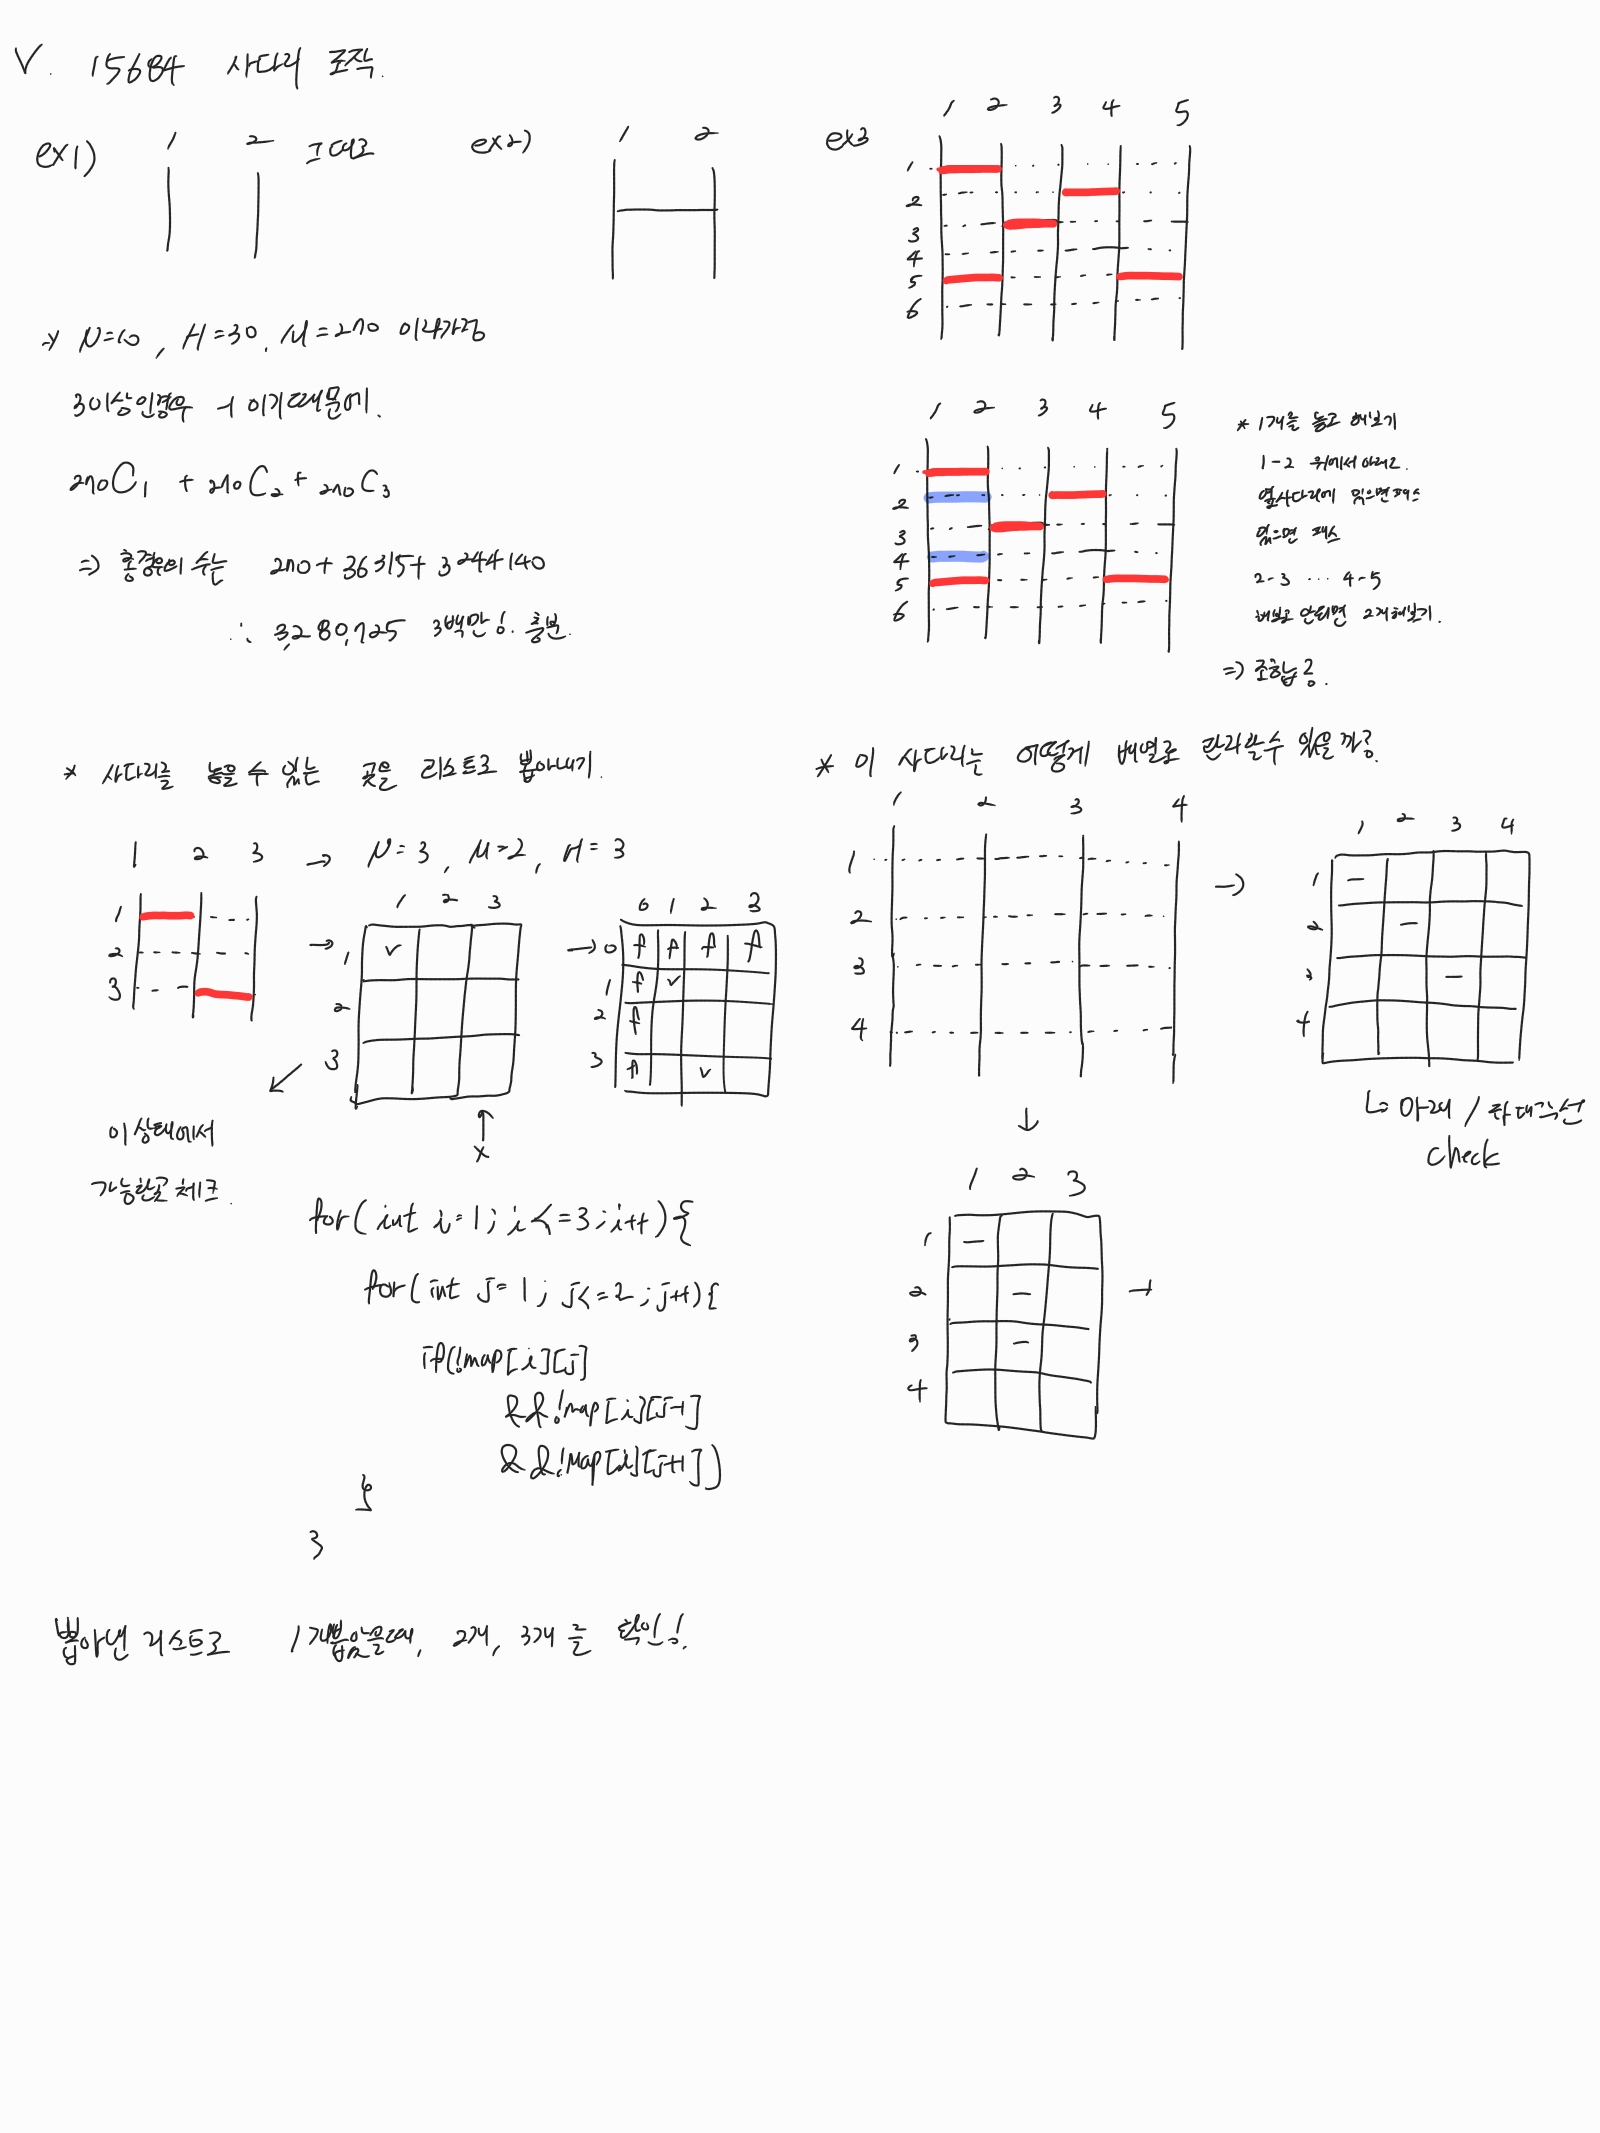 V. 15684 사다리 조작.
ex1) 1 2 그대로
ex2) 1 2
ex3 1 2 3 4 5
1
2
3
4
5
6
→ N=10, H=30, M=270 이라가정
3이상인경우 -1 이기때문에.
270C1 + 270C2 + 270C3
⇒ 총경우의 수는 270+36315+3244140
∴ 3,280,725 3백만 충분.
1 2 3 4 5
1
2
3
4
5
6
* 1개를 놓고 해보기
1-2 위에서 아래로.
옆사다리에 있으면 패스
있으면 패스
2-3 ... 4-5
해보고 안되면 2개해보기.
⇒ 조합
* 사다리를 놓을 수 있는 곳을 리스트로 뽑아내기.
1 2 3 → N=3, M=2, H=3
1
2
3
→ 1 2 3
1 v
2
3
→ 0 1 2 3
0 f f f f
1 f v
2 f
3 f v
↑
x
이 상태에서
가능한곳 체크.
for(int i=1; i<=3; i++){
for(int j=1; j<=2; j++){
if(!map[i][j]
&&!map[i][j-1]
&&!map[i][j+1])
}
}
뽑아낸 리스트로 1개뽑았을때, 2개, 3개 를 확인!
* 이 사다리는 어떻게 배열로 관리할수 있을까?
1 2 3 4
1
2
3
4
→ 1 2 3 4
1 -
2 -
3 -
4
↳ 아래 / 좌대각선
check
↓
1 2 3
1 -
2 -
3 -
4
→